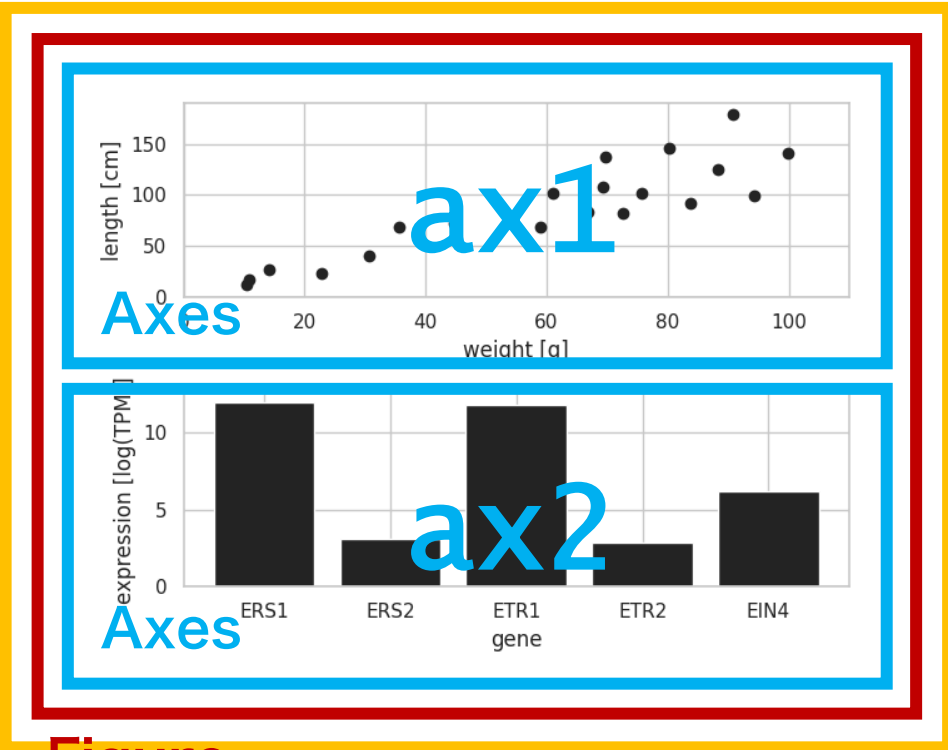 150
length [cm]
100
ax1
50
0
Axes
20 40 60 80 100
weight [g]
expression [log(TPM)]
10
5
ax2
0
ERS1 ERS2 ETR1 ETR2 EIN4
Axes
gene
Figure